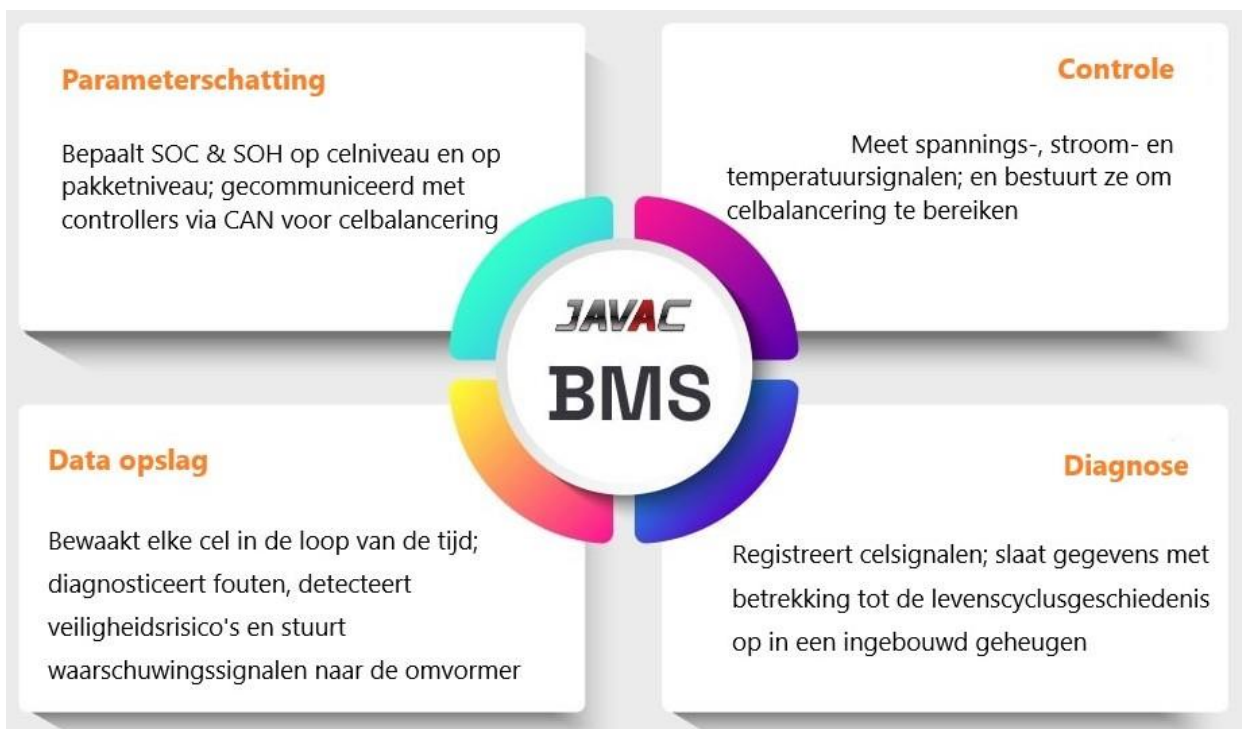 Parameterschatting
Bepaalt SOC & SOH op celniveau en op
pakketniveau; gecommuniceerd met
controllers via CAN voor celbalancering
Controle
Meet spannings-, stroom- en
temperatuursignalen; en bestuurt ze om
celbalancering te bereiken
JAVAC
BMS
Data opslag
Bewaakt elke cel in de loop van de tijd;
diagnosticeert fouten, detecteert
veiligheidsrisico's en stuurt
waarschuwingssignalen naar de omvormer
Diagnose
Registreert celsignalen; slaat gegevens met
betrekking tot de levenscyclusgeschiedenis
op in een ingebouwd geheugen